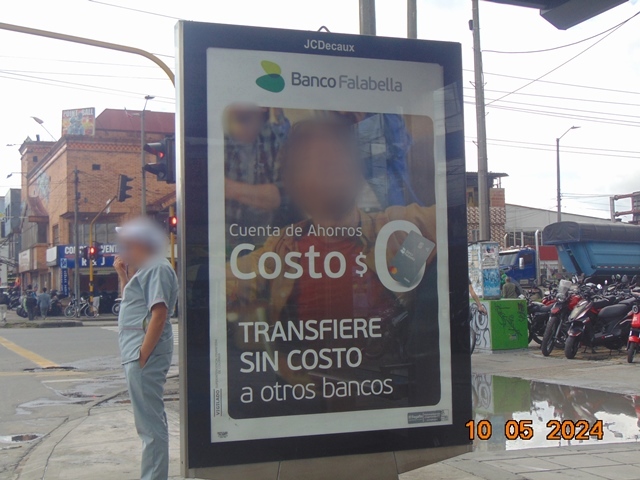 JCDecaux
Banco Falabella
Cuenta de Ahorros
Costo $0
TRANSFIERE
SIN COSTO
a otros bancos
10 05 2024